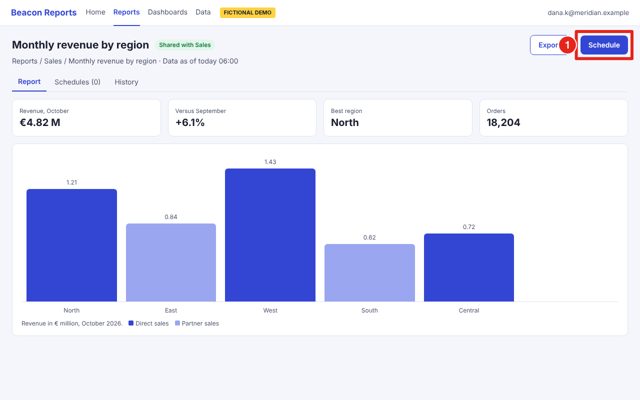 Beacon Reports Home Reports Dashboards Data FICTIONAL DEMO dana.k@meridian.example
Monthly revenue by region Shared with Sales 1 Schedule
Reports / Sales / Monthly revenue by region · Data as of today 06:00
Report Schedules (0) History
Revenue, October Versus September Best region Orders
€4.82 M +6.1% North 18,204
1.43
1.21
0.84
0.72
0.62
North East West South Central
Revenue in € million, October 2026. Direct sales Partner sales